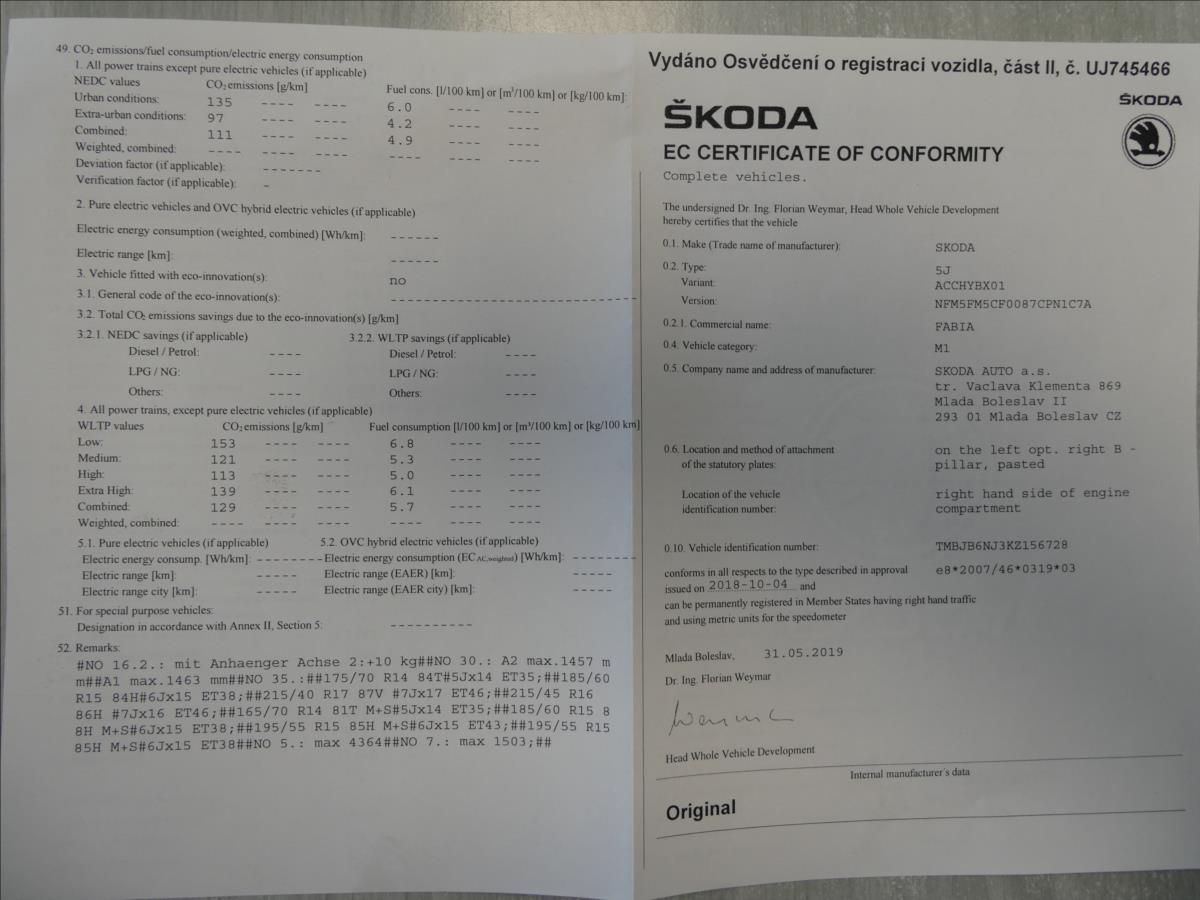 49. CO₂ emissions/fuel consumption/electric energy consumption
1. All power trains except pure electric vehicles (if applicable)
NEDC values CO₂ emissions [g/km] Fuel cons. [l/100 km] or [m³/100 km] or [kg/100 km]:
Urban conditions: 135 ---- ---- 6.0 ---- ----
Extra-urban conditions: 97 ---- ---- 4.2 ---- ----
Combined: 111 ---- ---- 4.9 ---- ----
Weighted, combined: ---- ---- ---- ---- ---- ----
Deviation factor (if applicable): -------
Verification factor (if applicable): -
2. Pure electric vehicles and OVC hybrid electric vehicles (if applicable)
Electric energy consumption (weighted, combined) [Wh/km]: ------
Electric range [km]: ------
3. Vehicle fitted with eco-innovation(s): no
3.1. General code of the eco-innovation(s): ------------------------------
3.2. Total CO₂ emissions savings due to the eco-innovation(s) [g/km]
3.2.1. NEDC savings (if applicable) 3.2.2. WLTP savings (if applicable)
Diesel / Petrol: ---- Diesel / Petrol: ----
LPG / NG: ---- LPG / NG: ----
Others: ---- Others: ----
4. All power trains, except pure electric vehicles (if applicable)
WLTP values CO₂ emissions [g/km] Fuel consumption [l/100 km] or [m³/100 km] or [kg/100 km]
Low: 153 ---- ---- 6.8 ---- ----
Medium: 121 ---- ---- 5.3 ---- ----
High: 113 ---- ---- 5.0 ---- ----
Extra High: 139 ---- ---- 6.1 ---- ----
Combined: 129 ---- ---- 5.7 ---- ----
Weighted, combined: ---- ---- ---- ---- ---- ----
5.1. Pure electric vehicles (if applicable) 5.2. OVC hybrid electric vehicles (if applicable)
Electric energy consump. [Wh/km]: -------- Electric energy consumption (EC AC,weighted) [Wh/km]: --------
Electric range [km]: ----- Electric range (EAER) [km]: -----
Electric range city [km]: ----- Electric range (EAER city) [km]: -----
51. For special purpose vehicles:
Designation in accordance with Annex II, Section 5: ----------
52. Remarks:
#NO 16.2.: mit Anhaenger Achse 2:+10 kg##NO 30.: A2 max.1457 m
m##A1 max.1463 mm##NO 35.:##175/70 R14 84T#5Jx14 ET35;##185/60
R15 84H#6Jx15 ET38;##215/40 R17 87V #7Jx17 ET46;##215/45 R16
86H #7Jx16 ET46;##165/70 R14 81T M+S#5Jx14 ET35;##185/60 R15 8
8H M+S#6Jx15 ET38;##195/55 R15 85H M+S#6Jx15 ET43;##195/55 R15
85H M+S#6Jx15 ET38##NO 5.: max 4364##NO 7.: max 1503;##
Vydáno Osvědčení o registraci vozidla, část II, č. UJ745466
ŠKODA
ŠKODA
EC CERTIFICATE OF CONFORMITY
Complete vehicles.
The undersigned Dr. Ing. Florian Weymar, Head Whole Vehicle Development
hereby certifies that the vehicle
0.1. Make (Trade name of manufacturer): SKODA
0.2. Type: 5J
Variant: ACCHYBX01
Version: NFM5FM5CF0087CPN1C7A
0.2.1. Commercial name: FABIA
0.4. Vehicle category: M1
0.5. Company name and address of manufacturer: SKODA AUTO a.s.
tr. Vaclava Klementa 869
Mlada Boleslav II
293 01 Mlada Boleslav CZ
0.6. Location and method of attachment on the left opt. right B -
of the statutory plates: pillar, pasted
Location of the vehicle right hand side of engine
identification number: compartment
0.10. Vehicle identification number: TMBJB6NJ3KZ156728
conforms in all respects to the type described in approval e8*2007/46*0319*03
issued on 2018-10-04 and
can be permanently registered in Member States having right hand traffic
and using metric units for the speedometer
Mlada Boleslav, 31.05.2019
Dr. Ing. Florian Weymar
Head Whole Vehicle Development
Internal manufacturer's data
Original